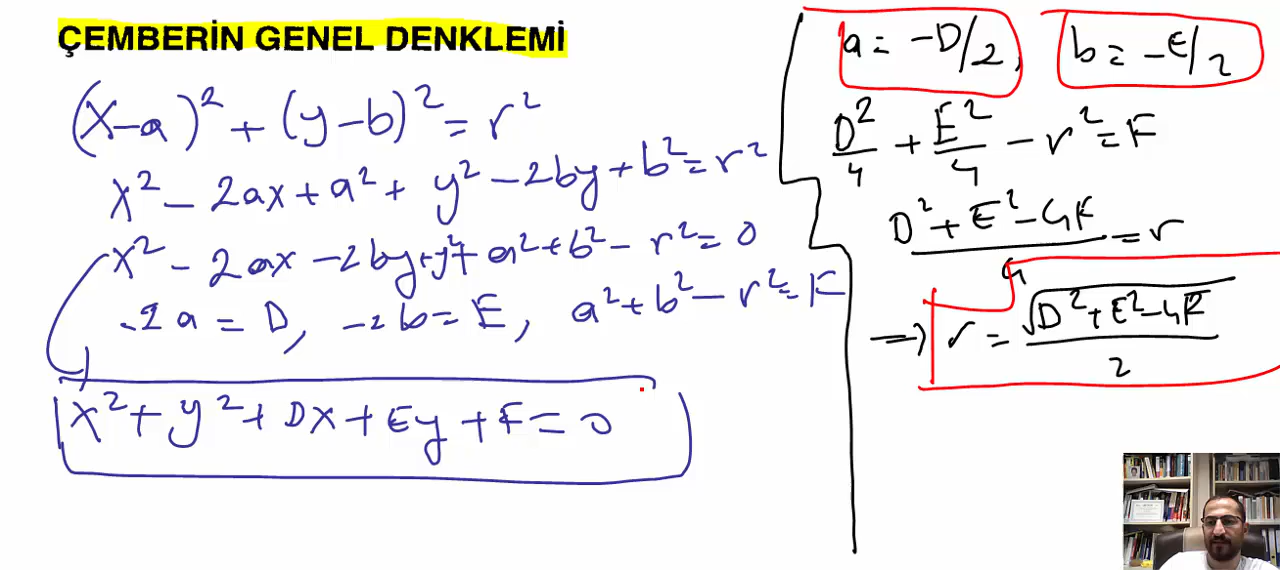 ÇEMBERİN GENEL DENKLEMİ
(x-a)² + (y-b)² = r²
x² - 2ax + a² + y² - 2by + b² = r²
x² - 2ax - 2by + y² + a² + b² - r² = 0
-2a = D, -2b = E, a² + b² - r² = F
x² + y² + Dx + Ey + F = 0
a = -D/2, b = -E/2
D²/4 + E²/4 - r² = F
(D² + E² - 4F)/4 = r
⇒ r = √(D² + E² - 4F)/2